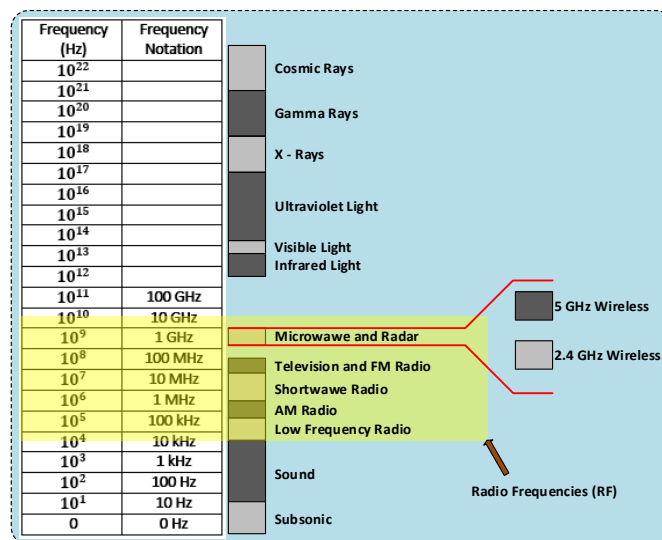 Frequency (Hz) Frequency Notation
10²²
10²¹
10²⁰
10¹⁹
10¹⁸
10¹⁷
10¹⁶
10¹⁵
10¹⁴
10¹³
10¹²
10¹¹ 100 GHz
10¹⁰ 10 GHz
10⁹ 1 GHz
10⁸ 100 MHz
10⁷ 10 MHz
10⁶ 1 MHz
10⁵ 100 kHz
10⁴ 10 kHz
10³ 1 kHz
10² 100 Hz
10¹ 10 Hz
0 0 Hz
Cosmic Rays
Gamma Rays
X - Rays
Ultraviolet Light
Visible Light
Infrared Light
Microwawe and Radar
Television and FM Radio
Shortwawe Radio
AM Radio
Low Frequency Radio
Sound
Subsonic
5 GHz Wireless
2.4 GHz Wireless
Radio Frequencies (RF)